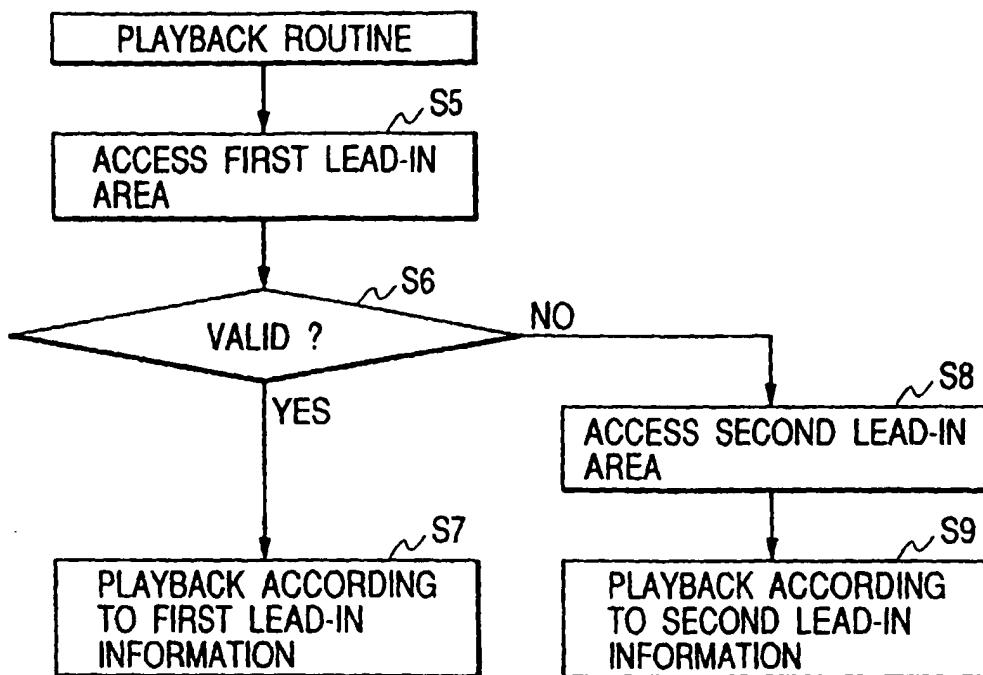 PLAYBACK ROUTINE
S5
ACCESS FIRST LEAD-IN
AREA
S6
VALID ?
NO
YES
S8
ACCESS SECOND LEAD-IN
AREA
S7
PLAYBACK ACCORDING
TO FIRST LEAD-IN
INFORMATION
S9
PLAYBACK ACCORDING
TO SECOND LEAD-IN
INFORMATION